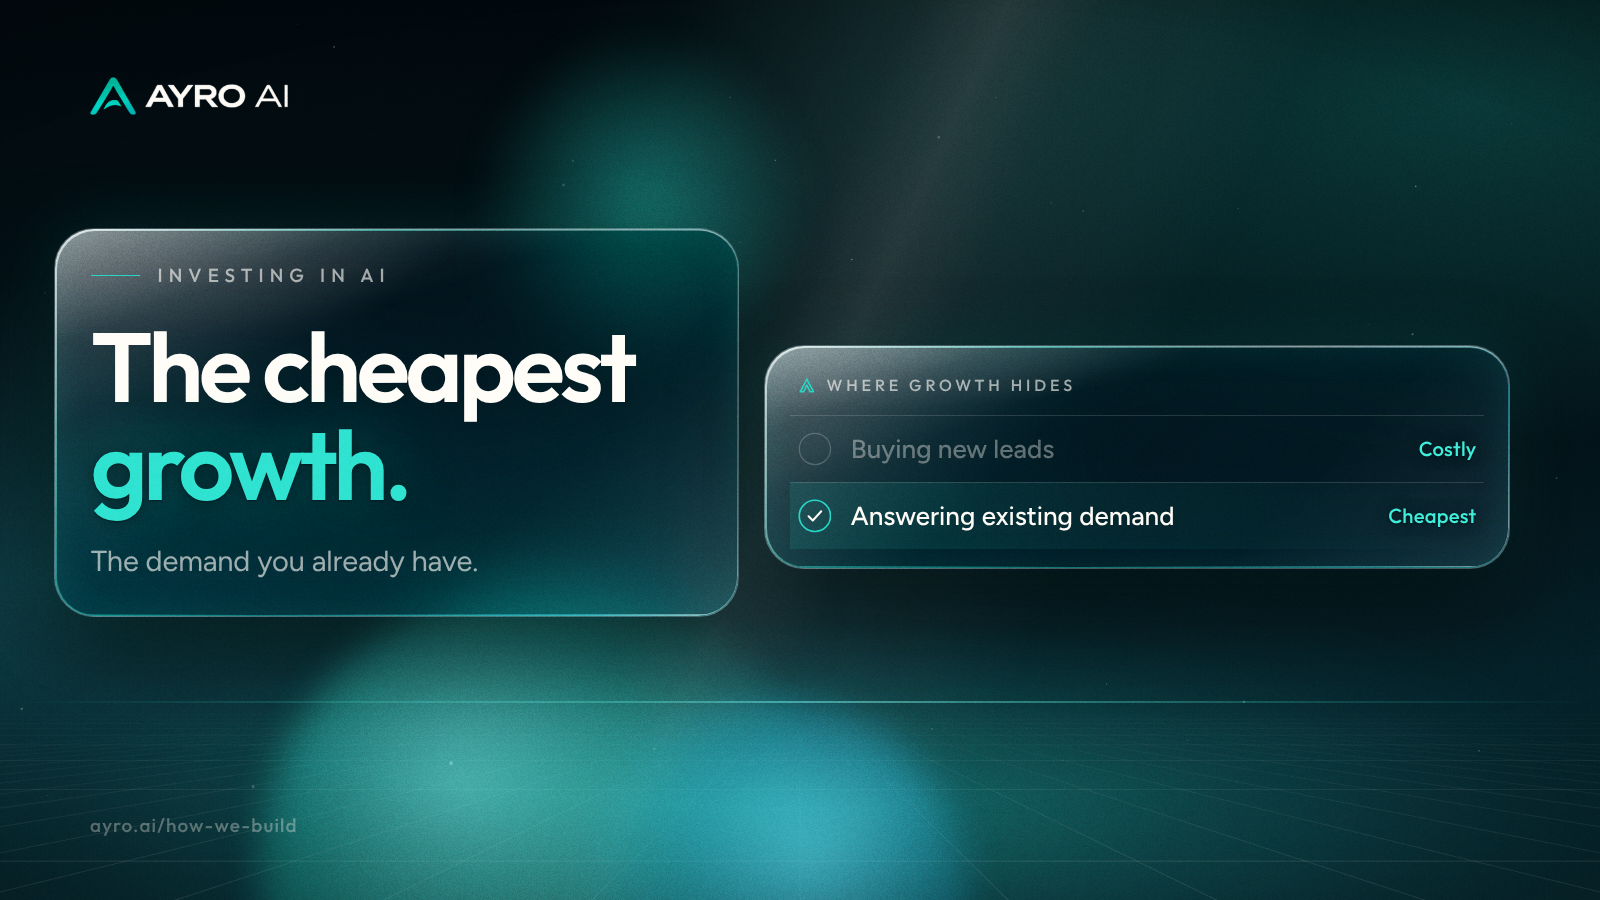 AYRO AI
INVESTING IN AI
The cheapest
growth.
The demand you already have.
WHERE GROWTH HIDES
Buying new leads
Costly
Answering existing demand
Cheapest
ayro.ai/how-we-build